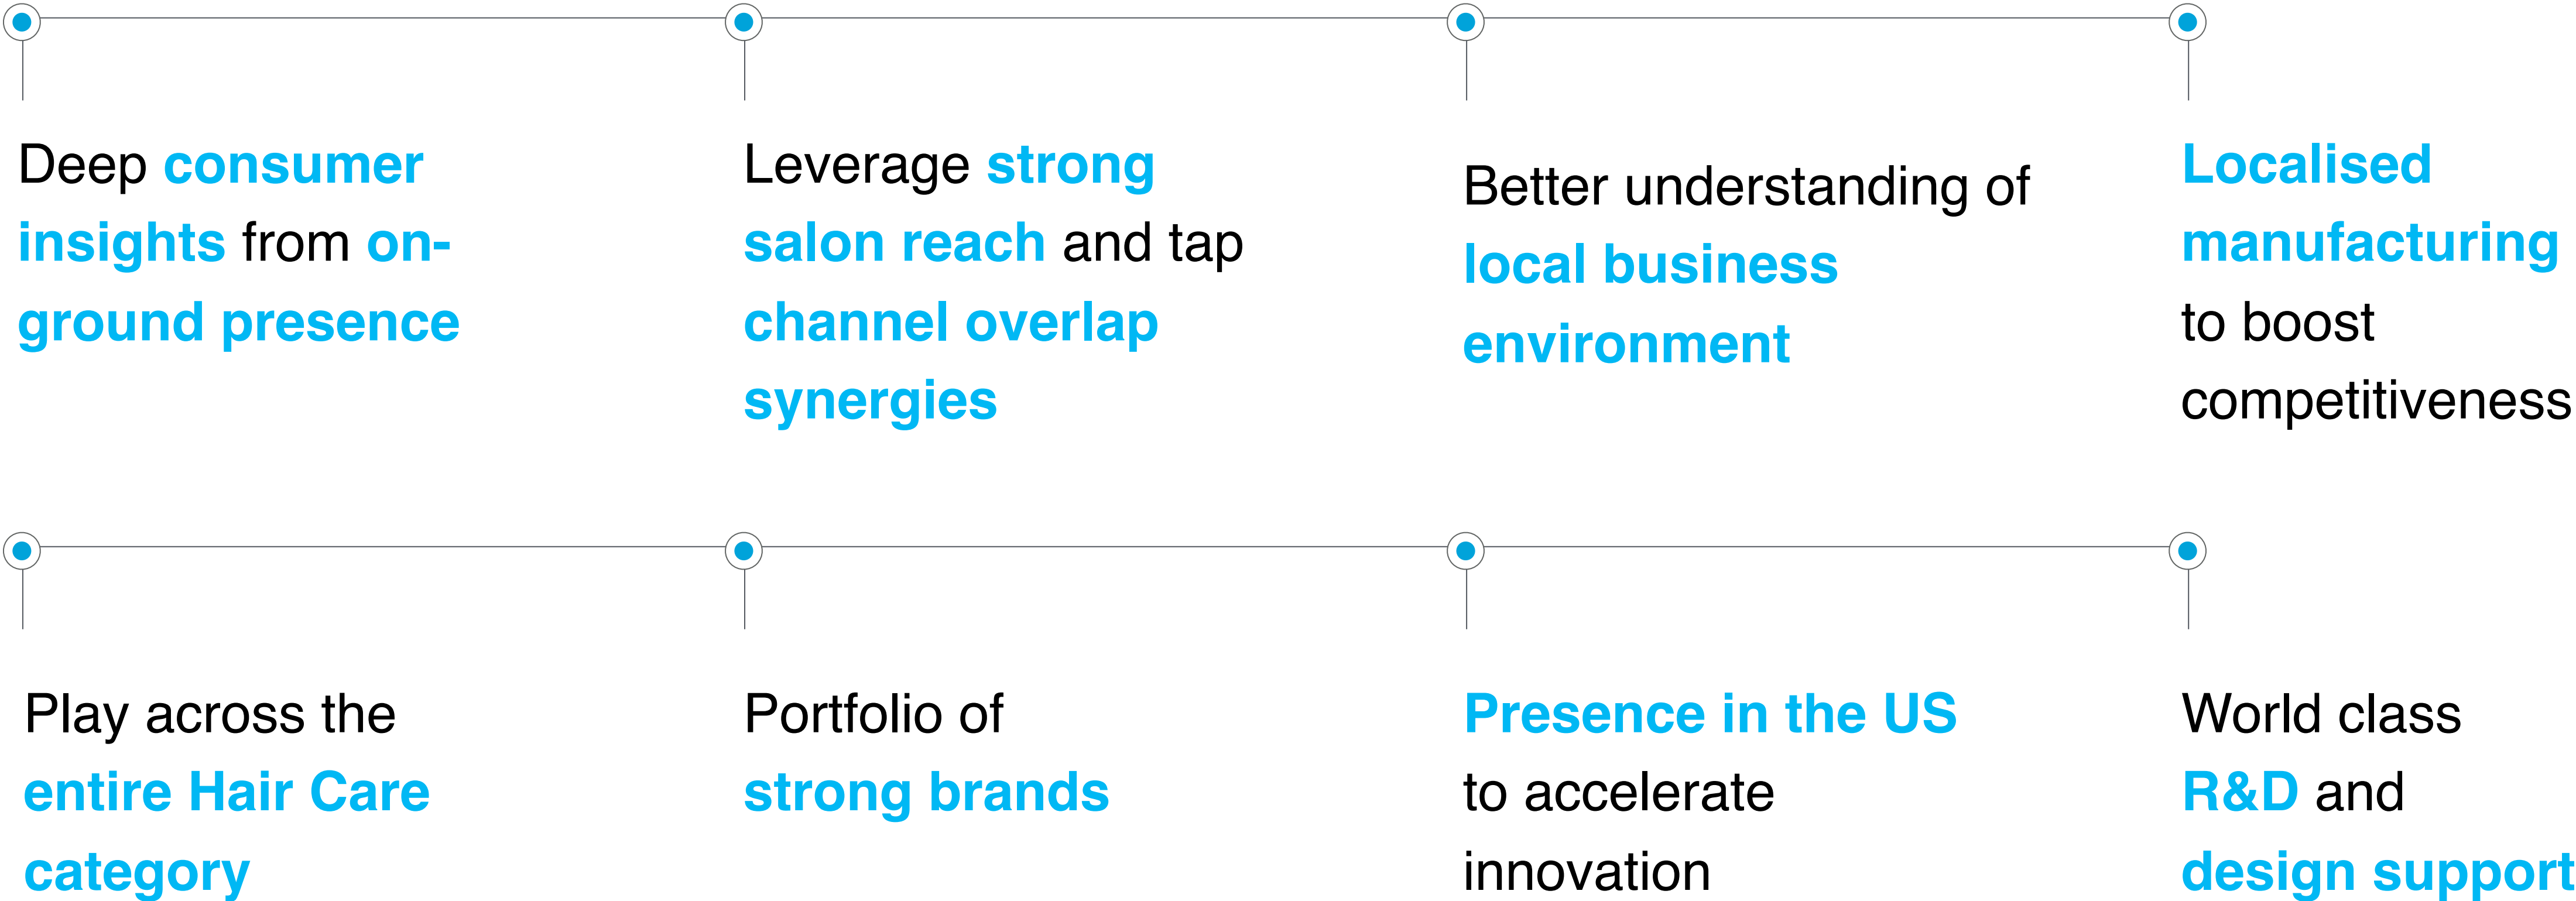 Deep consumer
insights from on-
ground presence
Leverage strong
salon reach and tap
channel overlap
synergies
Better understanding of
local business
environment
Localised
manufacturing
to boost
competitiveness
Play across the
entire Hair Care
category
Portfolio of
strong brands
Presence in the US
to accelerate
innovation
World class
R&D and
design support